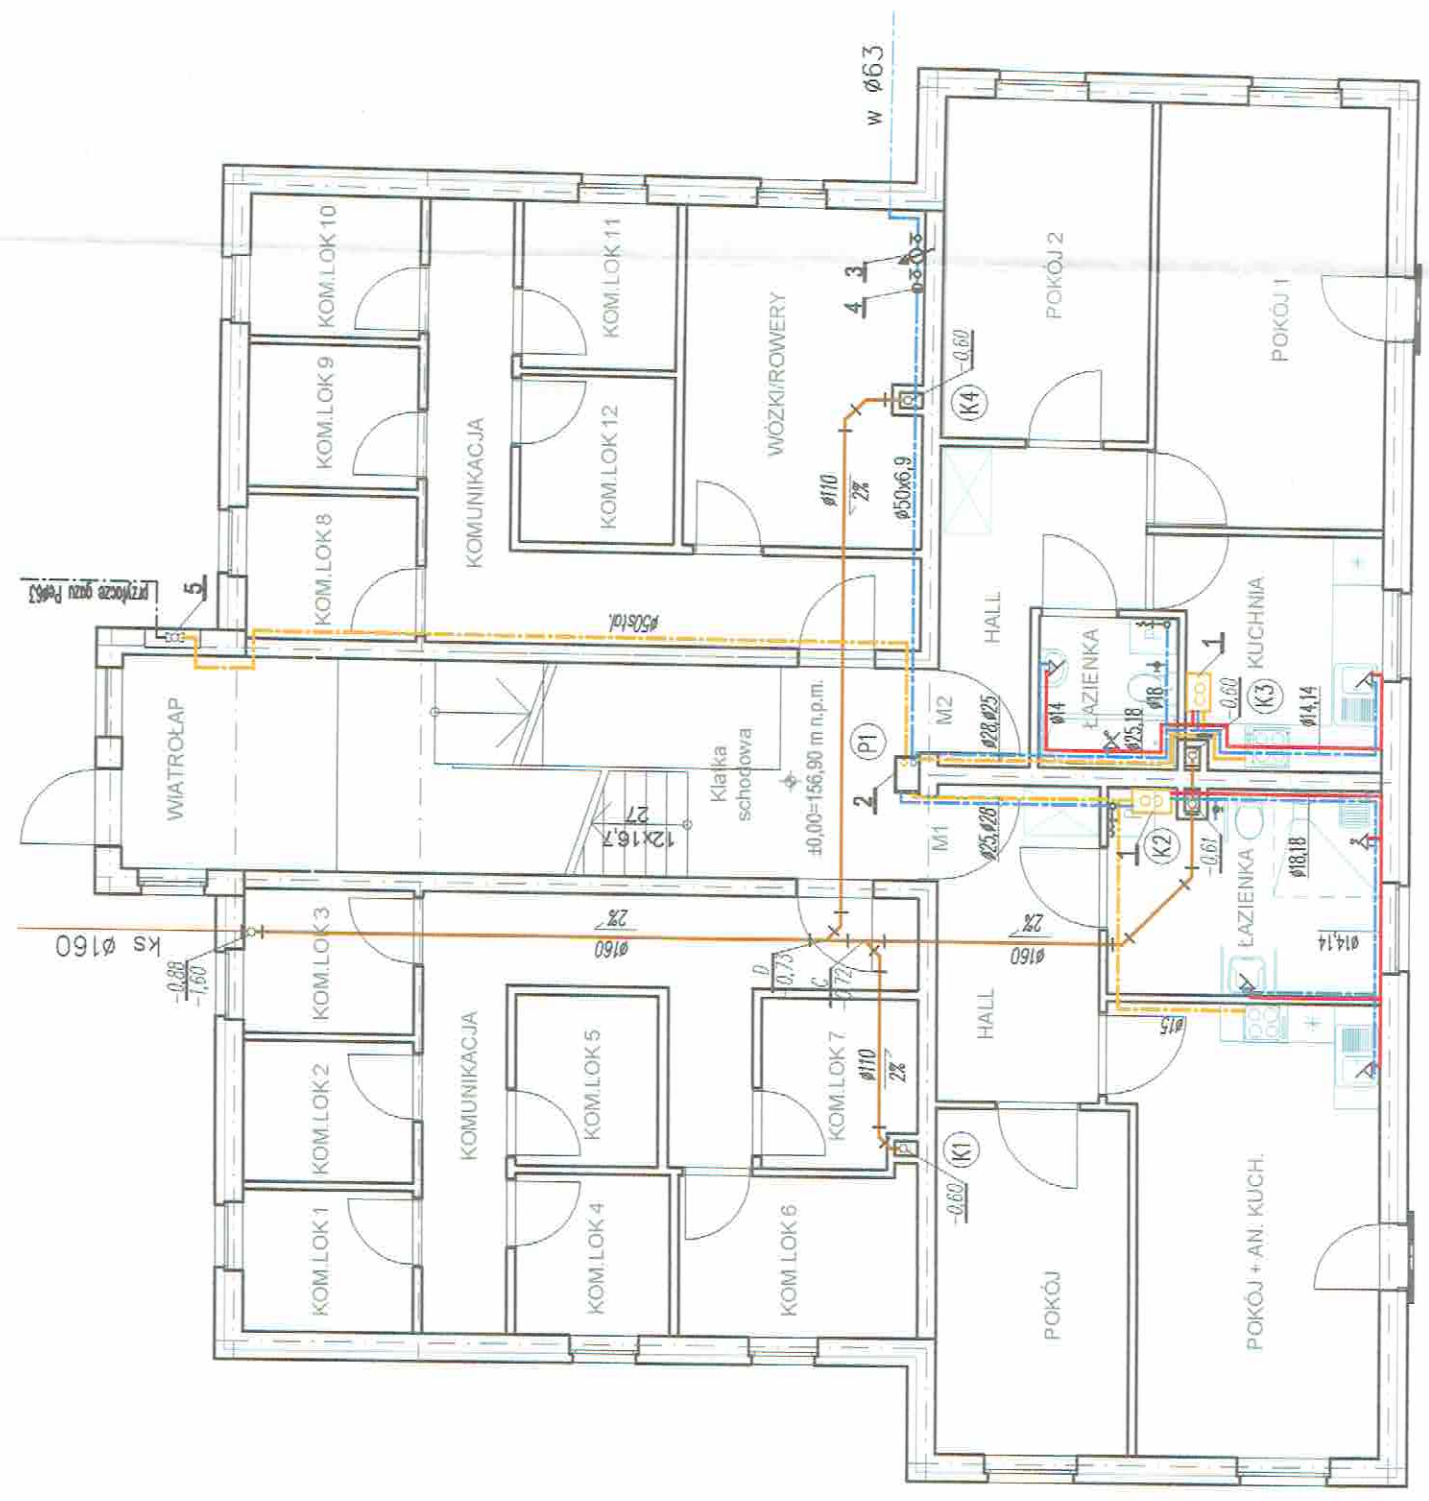 w ø63
KOM.LOK 10
KOM.LOK 11
3
4
WÓZKI/ROWERY
POKÓJ 2
POKÓJ 1
-0,60
K4
KOM.LOK 9
KOM.LOK 12
KOMUNIKACJA
ø110
2%
ø50x6,9
KOM.LOK 8
przyłącze gazu Peø63
5
ø50stal.
HALL
KUCHNIA
ŁAZIENKA
1
-0,60
K3
ø14
ø18
ø25,18
ø14,14
WIATROŁAP
M2
ø28,ø25
P1
Klatka
schodowa
±0,00=156,90 m n.p.m.
2
12x16,7
27
M1
ø25,ø28
1
K2
-0,61
ŁAZIENKA
ø18,18
ø14,14
ks ø160
-0,88
-1,60
KOM.LOK 3
ø160
2%
D
-0,73
C
-0,72
ø160
2%
HALL
ø15
KOM.LOK 2
KOMUNIKACJA
KOM.LOK 5
KOM.LOK 7
ø110
2%
K1
-0,60
KOM.LOK 1
KOM.LOK 4
KOM.LOK 6
POKÓJ
POKÓJ + AN. KUCH.